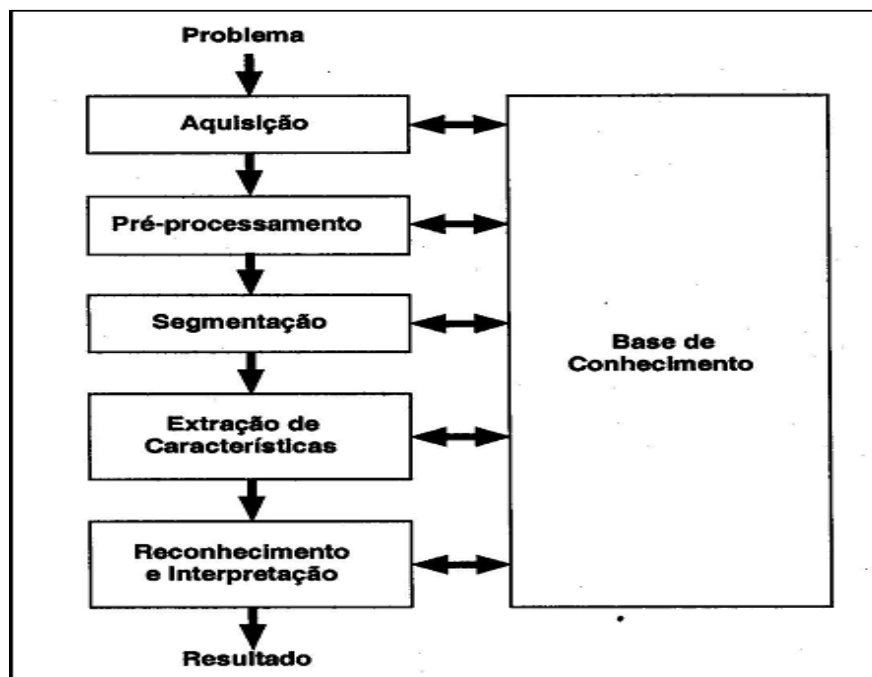 Problema
Aquisição
Pré-processamento
Segmentação
Extração de
Características
Reconhecimento
e Interpretação
Resultado
Base de
Conhecimento